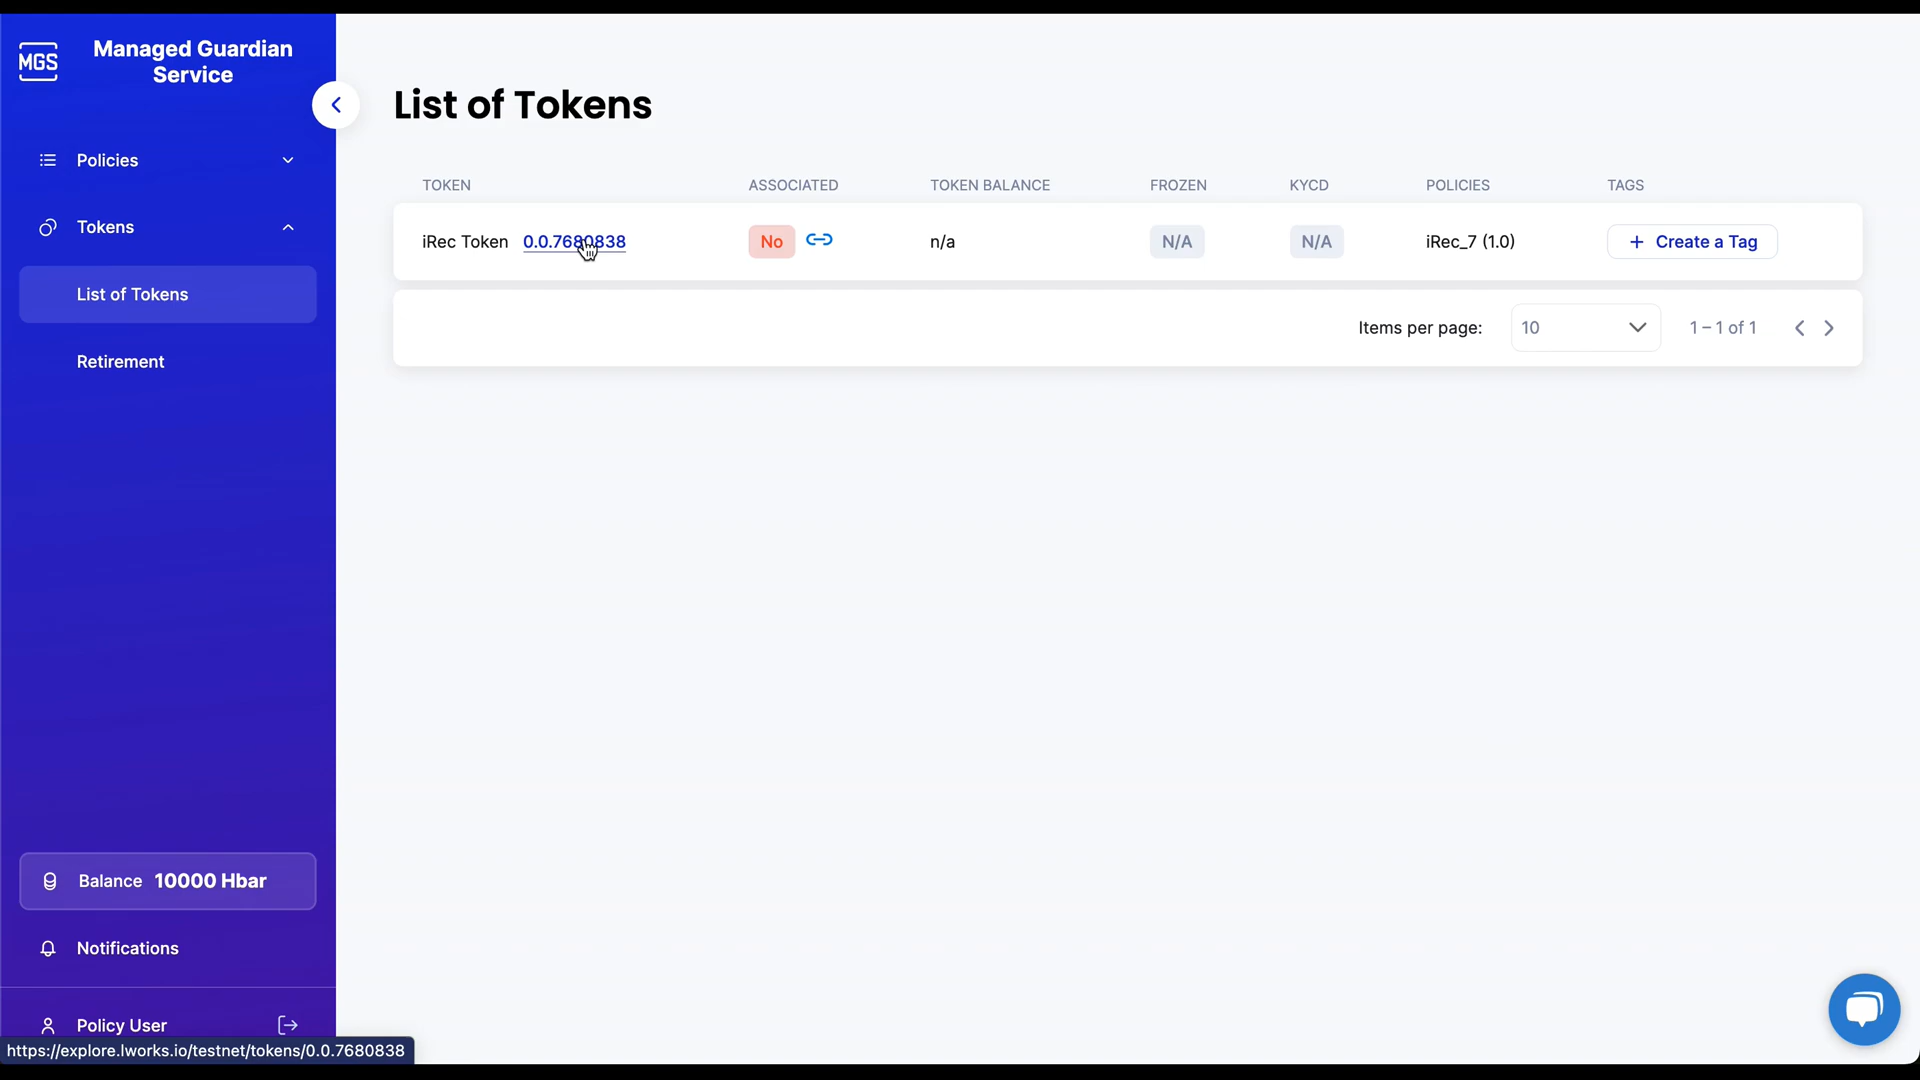 MGS
Managed Guardian
Service
Policies
Tokens
List of Tokens
Retirement
Balance 10000 Hbar
Notifications
Policy User
https://explore.lworks.io/testnet/tokens/0.0.7680838
List of Tokens
TOKEN ASSOCIATED TOKEN BALANCE FROZEN KYCD POLICIES TAGS
iRec Token 0.0.7680838 No n/a N/A N/A iRec_7 (1.0) + Create a Tag
Items per page: 10 1 – 1 of 1